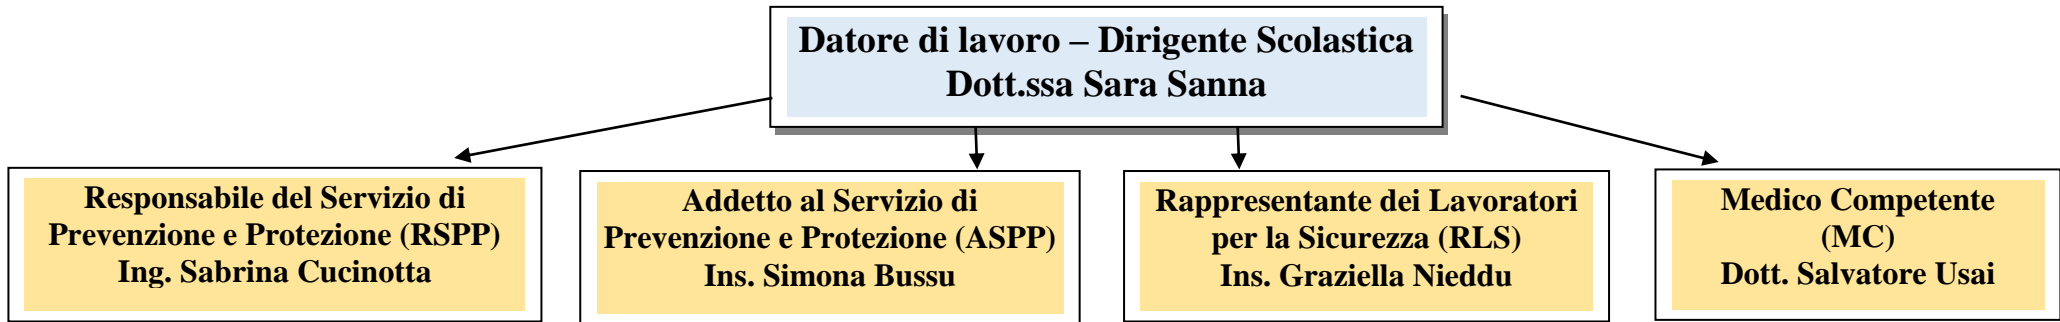 Datore di lavoro – Dirigente Scolastica
Dott.ssa Sara Sanna
Responsabile del Servizio di
Prevenzione e Protezione (RSPP)
Ing. Sabrina Cucinotta
Addetto al Servizio di
Prevenzione e Protezione (ASPP)
Ins. Simona Bussu
Rappresentante dei Lavoratori
per la Sicurezza (RLS)
Ins. Graziella Nieddu
Medico Competente
(MC)
Dott. Salvatore Usai